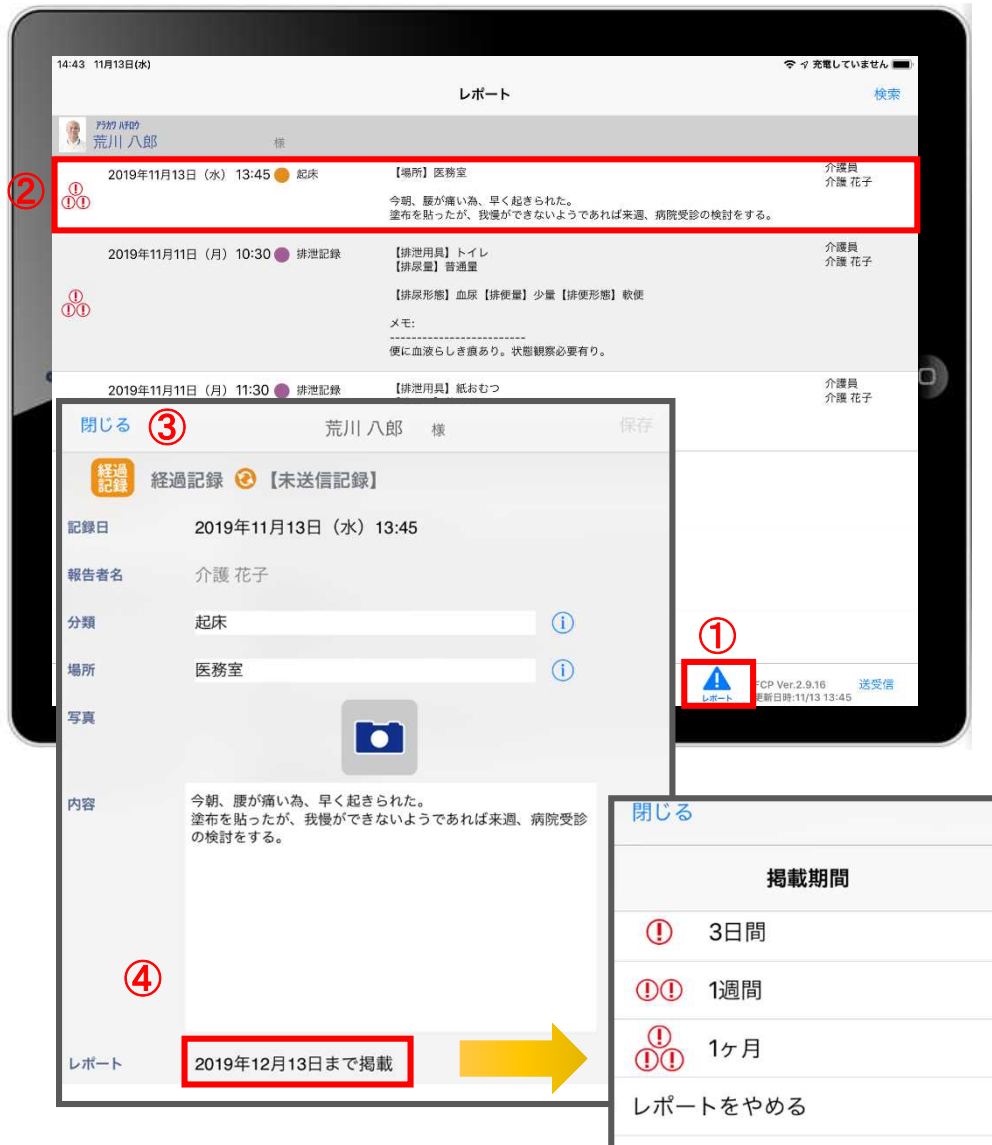 14:43 11月13日(水)
充電していません
レポート
検索
アラカワ ハチロウ
荒川 八郎 様
②
2019年11月13日（水）13:45 起床
【場所】医務室
今朝、腰が痛い為、早く起きられた。
塗布を貼ったが、我慢ができないようであれば来週、病院受診の検討をする。
介護員
介護 花子
2019年11月11日（月）10:30 排泄記録
【排泄用具】トイレ
【排尿量】普通量
【排尿形態】血尿【排便量】少量【排便形態】軟便
メモ:
-------------------------
便に血液らしき痕あり。状態観察必要有り。
介護員
介護 花子
2019年11月11日（月）11:30 排泄記録
【排泄用具】紙おむつ
介護員
介護 花子
①
レポート
FCP Ver.2.9.16
更新日時:11/13 13:45
送受信
閉じる
③
荒川 八郎 様
保存
経過
記録
経過記録 【未送信記録】
記録日 2019年11月13日（水）13:45
報告者名 介護 花子
分類 起床
場所 医務室
写真
内容
今朝、腰が痛い為、早く起きられた。
塗布を貼ったが、我慢ができないようであれば来週、病院受診
の検討をする。
④
レポート 2019年12月13日まで掲載
閉じる
掲載期間
3日間
1週間
1ヶ月
レポートをやめる